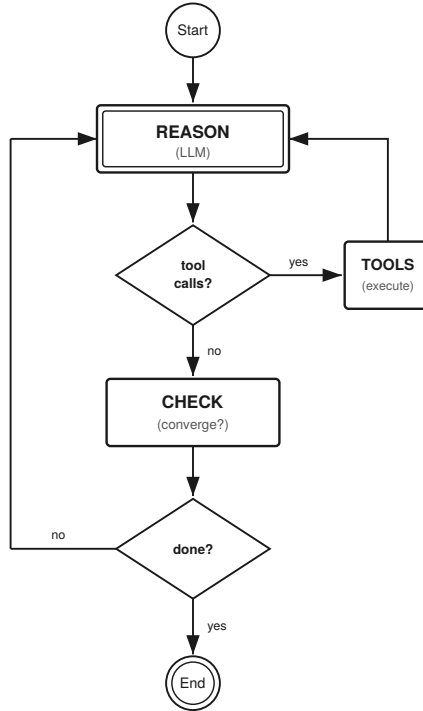 Start
REASON
(LLM)
tool
calls?
yes
TOOLS
(execute)
no
CHECK
(converge?)
done?
no
yes
End